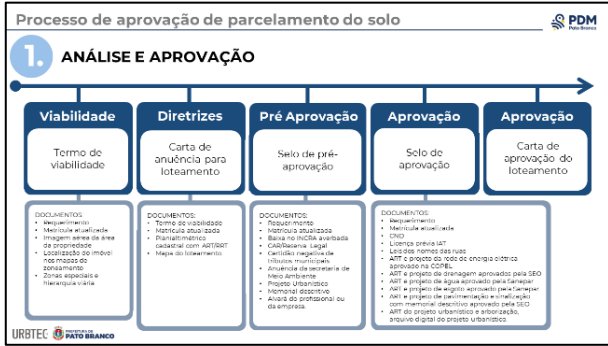 Processo de aprovação de parcelamento do solo
PDM
Pato Branco
1.
ANÁLISE E APROVAÇÃO
Viabilidade
Termo de
viabilidade
Diretrizes
Carta de
anuência para
loteamento
Pré Aprovação
Selo de pré-
aprovação
Aprovação
Selo de
aprovação
Aprovação
Carta de
aprovação do
loteamento
DOCUMENTOS:
• Requerimento
• Matrícula atualizada
• Imagem aérea da área
da propriedade
• Localização do imóvel
nos mapas de
zoneamento
• Zonas especiais e
hierarquia viária
DOCUMENTOS:
• Termo de viabilidade
• Matrícula atualizada
• Planialtimétrico
cadastral com ART/RRT
• Mapa do loteamento
DOCUMENTOS:
• Requerimento
• Matrícula atualizada
• Baixa no INCRA averbada
• CAR/Reserva Legal
• Certidão negativa de
tributos municipais
• Anuência da secretaria de
Meio Ambiente
• Projeto Urbanístico
• Memorial descritivo
• Alvará do profissional ou
da empresa.
DOCUMENTOS:
• Requerimento
• Matrícula atualizada
• CND
• Licença prévia IAT
• Leis dos nomes das ruas
• ART e projeto da rede de energia elétrica
aprovado na COPEL
• ART e projeto de drenagem aprovados pela SEO
• ART e projeto de água aprovado pela Sanepar
• ART e projeto de esgoto aprovado pela Sanepar
• ART e projeto de pavimentação e sinalização
com memorial descritivo aprovado pela SEO
• ART do projeto urbanístico e arborização,
arquivo digital do projeto urbanístico.
URBTEC
PREFEITURA DE
PATO BRANCO